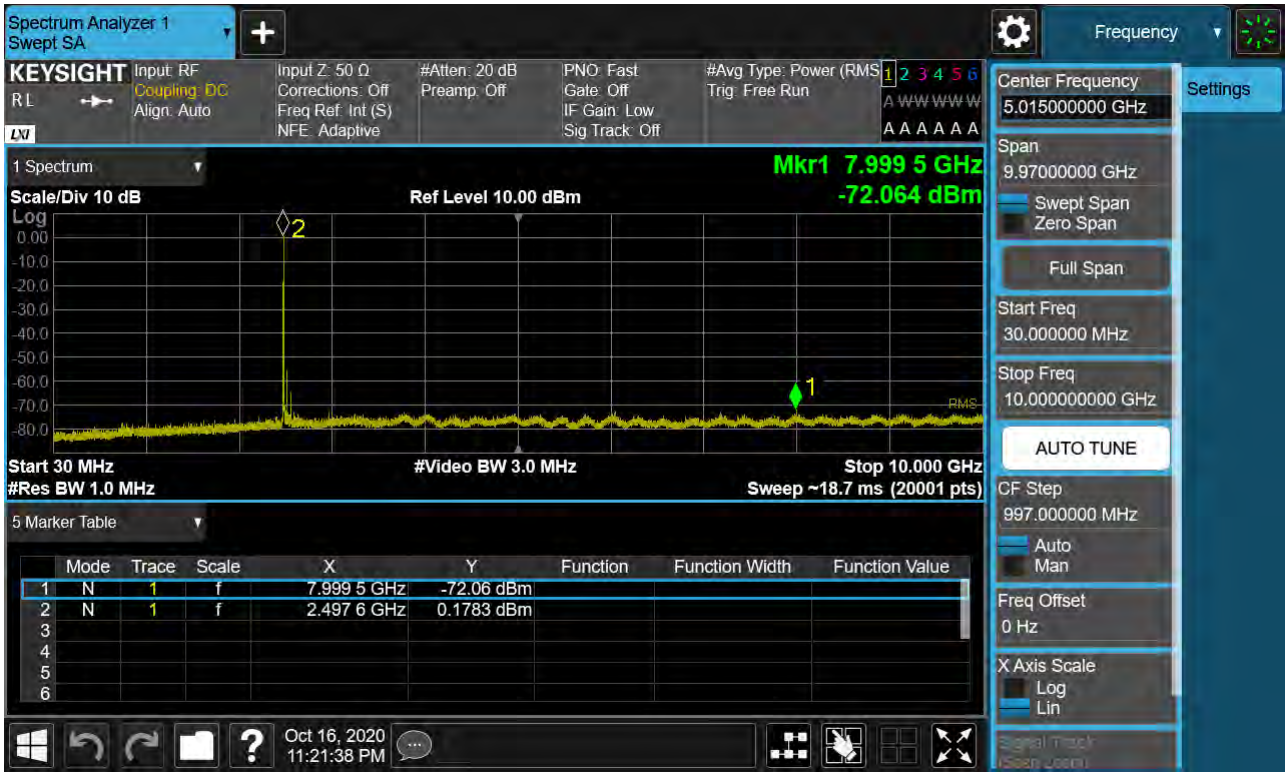 Spectrum Analyzer 1
Swept SA
+
Frequency
KEYSIGHT
RL
LXI
Input: RF
Coupling: DC
Align: Auto
Input Z: 50 Ω
Corrections: Off
Freq Ref: Int (S)
NFE: Adaptive
#Atten: 20 dB
Preamp: Off
PNO: Fast
Gate: Off
IF Gain: Low
Sig Track: Off
#Avg Type: Power (RMS
Trig: Free Run
1 2 3 4 5 6
A W W W W W
A A A A A A
1 Spectrum
Scale/Div 10 dB
Ref Level 10.00 dBm
Mkr1 7.999 5 GHz
-72.064 dBm
Log
0.00
-10.0
-20.0
-30.0
-40.0
-50.0
-60.0
-70.0
-80.0
2
1
RMS
Start 30 MHz
#Video BW 3.0 MHz
Stop 10.000 GHz
#Res BW 1.0 MHz
Sweep ~18.7 ms (20001 pts)
5 Marker Table
Mode Trace Scale X Y Function Function Width Function Value
1 N 1 f 7.999 5 GHz -72.06 dBm
2 N 1 f 2.497 6 GHz 0.1783 dBm
3
4
5
6
?
Oct 16, 2020
11:21:38 PM
Center Frequency
5.015000000 GHz
Settings
Span
9.97000000 GHz
Swept Span
Zero Span
Full Span
Start Freq
30.000000 MHz
Stop Freq
10.000000000 GHz
AUTO TUNE
CF Step
997.000000 MHz
Auto
Man
Freq Offset
0 Hz
X Axis Scale
Log
Lin
Signal Track
(Span Zoom)